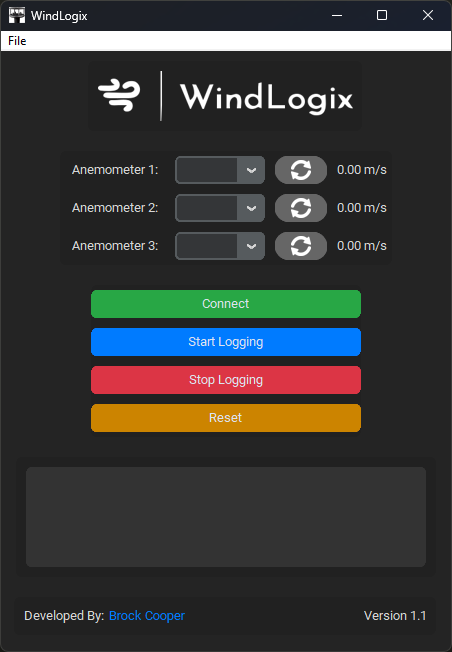 WindLogix
File
WindLogix
Anemometer 1: 0.00 m/s
Anemometer 2: 0.00 m/s
Anemometer 3: 0.00 m/s
Connect
Start Logging
Stop Logging
Reset
Developed By: Brock Cooper Version 1.1